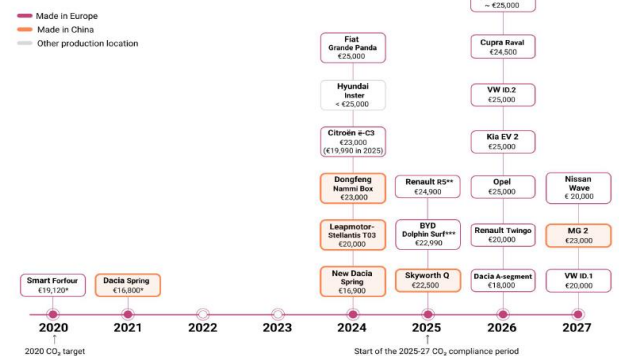 ~ €25,000
Made in Europe
Made in China
Other production location
Fiat
Grande Panda
€25,000
Hyundai
Inster
< €25,000
Citroën ë-C3
€23,000
(€19,990 in 2025)
Dongfeng
Nammi Box
€23,000
Leapmotor-
Stellantis T03
€20,000
New Dacia
Spring
€16,900
Cupra Raval
€24,500
VW ID.2
€25,000
Kia EV 2
€25,000
Opel
€25,000
Renault Twingo
€20,000
Dacia A-segment
€18,000
Renault R5**
€24,900
BYD
Dolphin Surf***
€22,990
Skyworth Q
€22,500
Nissan
Wave
€ 20,000
MG 2
€23,000
VW ID.1
€20,000
Smart Forfour
€19,120*
Dacia Spring
€16,800*
2020 2021 2022 2023 2024 2025 2026 2027
2020 CO₂ target
Start of the 2025-27 CO₂ compliance period